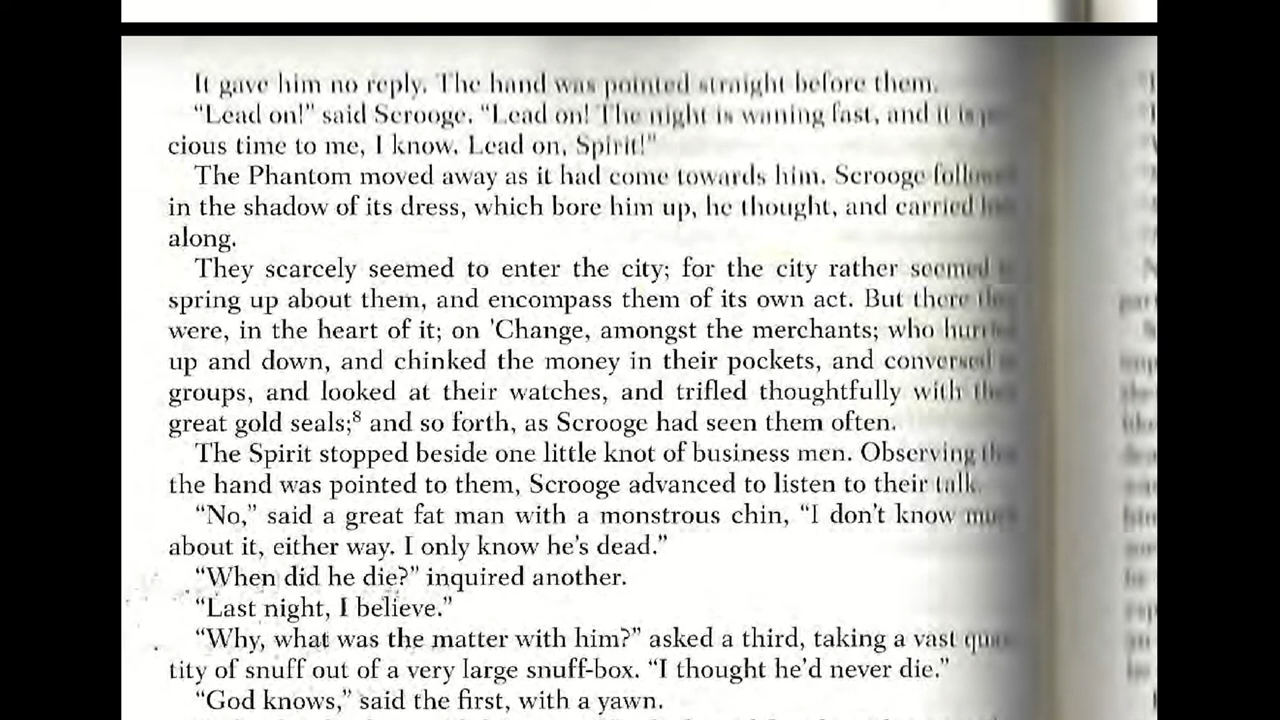 It gave him no reply. The hand was pointed straight before them.
“Lead on!” said Scrooge. “Lead on! The night is waning fast, and it is
cious time to me, I know. Lead on, Spirit!”
The Phantom moved away as it had come towards him. Scrooge
in the shadow of its dress, which bore him up, he thought, and carried
along.
They scarcely seemed to enter the city; for the city rather seemed
spring up about them, and encompass them of its own act. But there
were, in the heart of it; on 'Change, amongst the merchants; who
up and down, and chinked the money in their pockets, and
groups, and looked at their watches, and trifled thoughtfully with
great gold seals;⁸ and so forth, as Scrooge had seen them often.
The Spirit stopped beside one little knot of business men. Observing
the hand was pointed to them, Scrooge advanced to listen to their talk.
“No,” said a great fat man with a monstrous chin, “I don't know
about it, either way. I only know he's dead.”
“When did he die?” inquired another.
“Last night, I believe.”
“Why, what was the matter with him?” asked a third, taking a vast
tity of snuff out of a very large snuff-box. “I thought he'd never die.”
“God knows,” said the first, with a yawn.